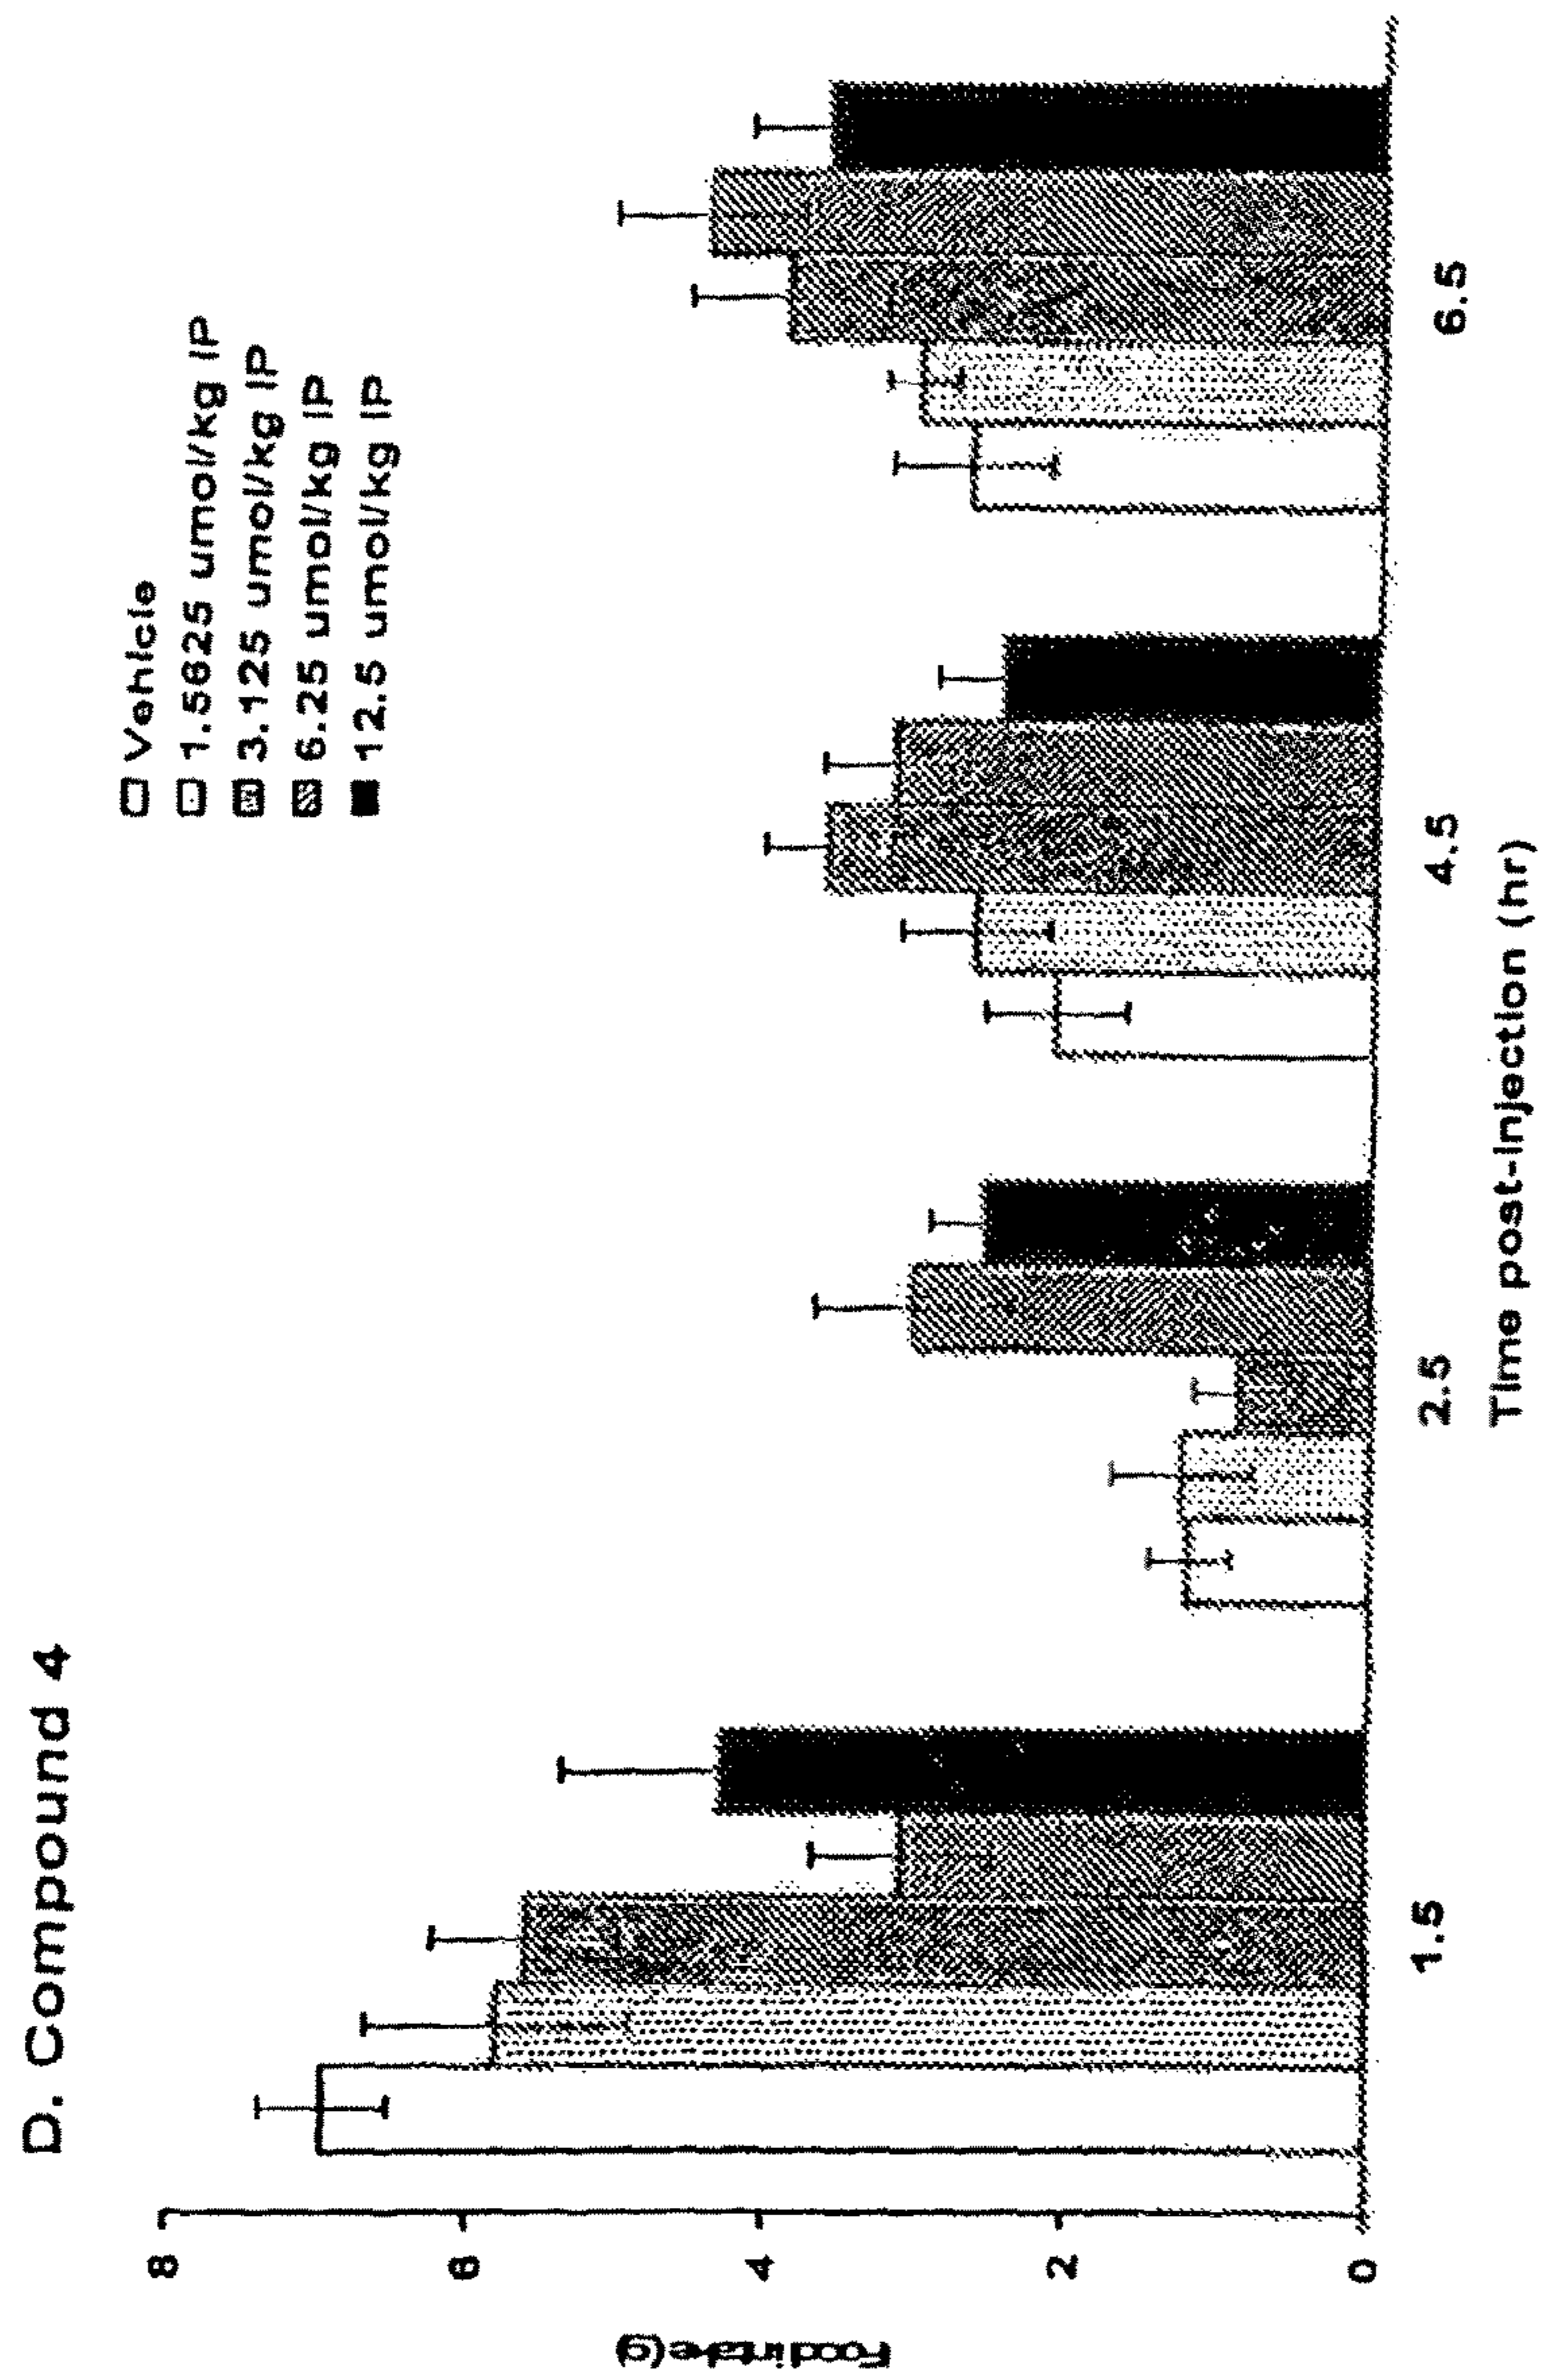 D. Compound 4
Vehicle
1.5625 umol/kg IP
3.125 umol/kg IP
6.25 umol/kg IP
12.5 umol/kg IP
Food intake (g)
8
6
4
2
0
1.5
2.5
4.5
6.5
Time post-injection (hr)